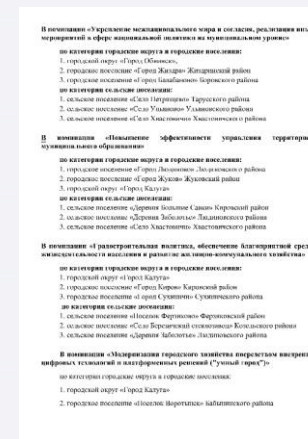 В номинации «Укрепление межнационального мира и согласия, реализация
мероприятий в сфере национальной политики на муниципальном уровне»
по категории городские округа и городские поселения:
1. городской округ «Город Обнинск»,
2. городское поселение «Город Жиздра» Жиздринский район
3. городское поселение «Город Балабаново» Боровского района
по категории сельские поселения:
1. сельское поселение «Село Петрищево» Тарусского района
2. сельское поселение «Село Ульяново» Ульяновского района
3. сельское поселение «Село Хвастовичи» Хвастовичского района
В номинации «Повышение эффективности управления
муниципального образования»
по категории городские округа и городские поселения:
1. городское поселение «Город Людиново» Людиновского района
2. городское поселение «Город Жуков» Жуковский район
3. городской округ «Город Калуга»
по категории сельские поселения:
1. сельское поселение «Деревня Большие Савки» Кировский район
2. сельское поселение «Деревня Заболотье» Людиновского района
3. сельское поселение «Село Хвастовичи» Хвастовичского района
В номинации «Градостроительная политика, обеспечение благоприятной
жизнедеятельности населения и развитие жилищно-коммунального хозяйства»
по категории городские округа и городские поселения:
1. городской округ «Город Калуга»
2. городское поселение «Город Киров» Кировский район
3. городское поселение «Город Сухиничи» Сухиничского района
по категории сельские поселения:
1. сельское поселение «Поселок Ферзиково» Ферзиковский район
2. сельское поселение «Село Березичский стеклозавод» Козельского района
3. сельское поселение «Деревня Заболотье» Людиновского района
В номинации «Модернизация городского хозяйства посредством
цифровых технологий и платформенных решений ("умный город")»
по категории городские округа и городские поселения:
1. городской округ «Город Калуга»
2. городское поселение «Поселок Воротынск» Бабынинского района